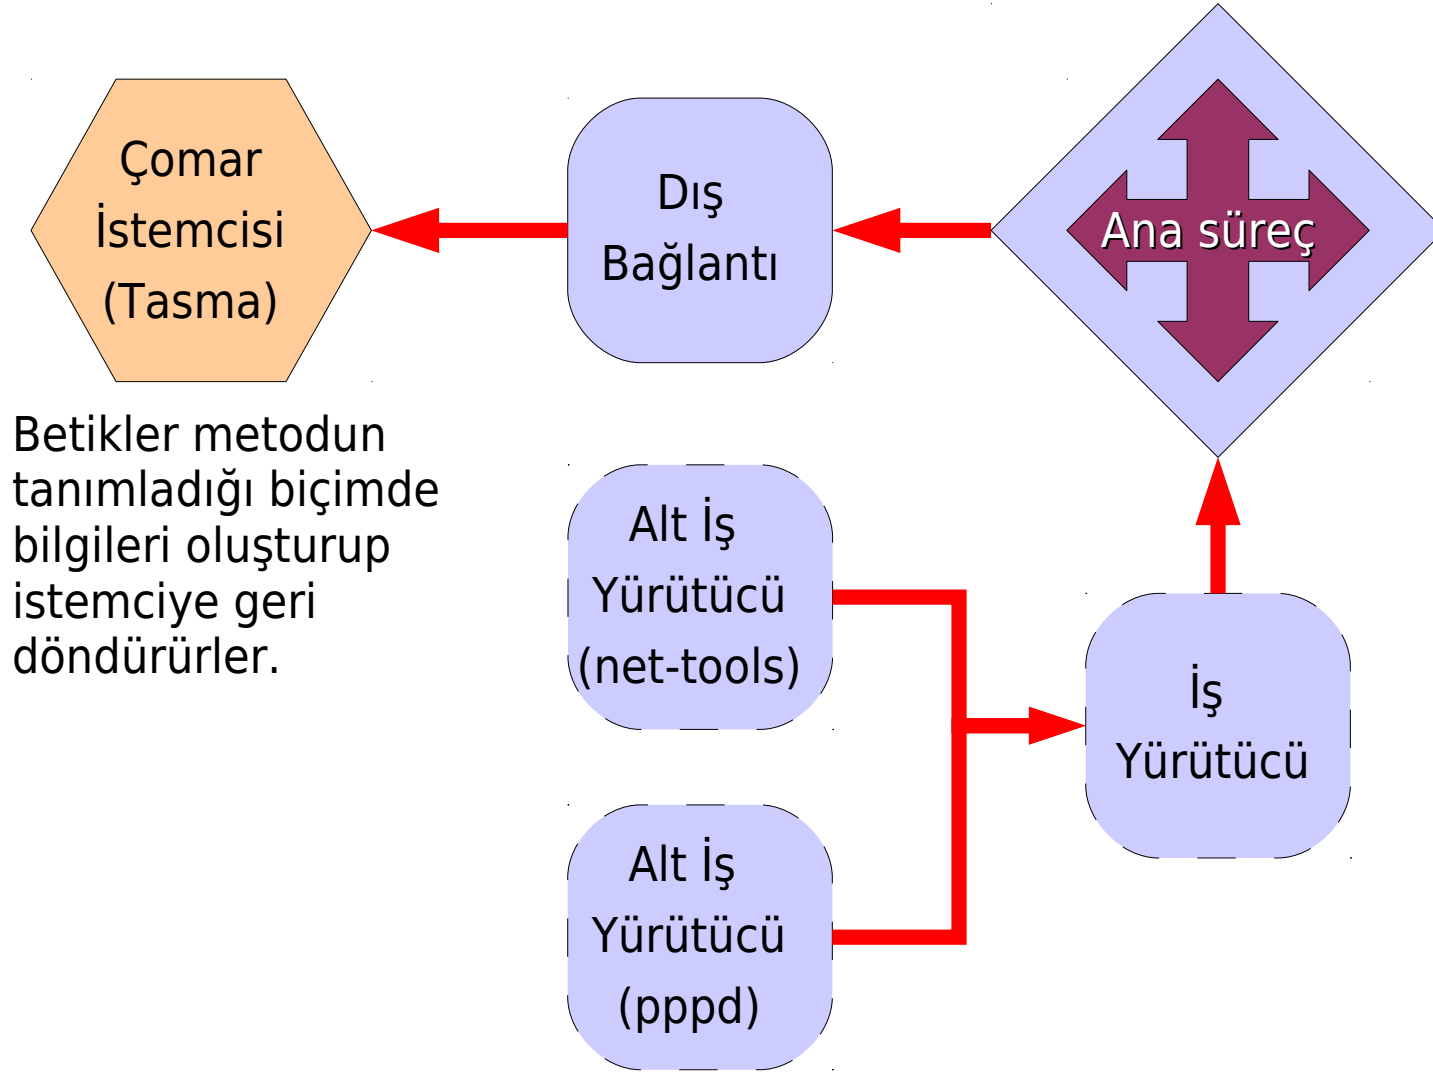 Çomar
İstemcisi
(Tasma)
Dış
Bağlantı
Ana süreç
Betikler metodun
tanımladığı biçimde
bilgileri oluşturup
istemciye geri
döndürürler.
Alt İş
Yürütücü
(net-tools)
İş
Yürütücü
Alt İş
Yürütücü
(pppd)